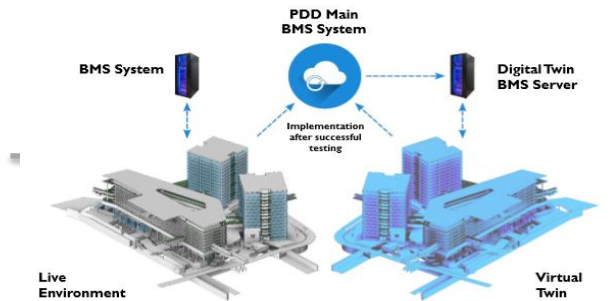 PDD Main
BMS System
BMS System
Digital Twin
BMS Server
Implementation
after successful
testing
Live
Environment
Virtual
Twin